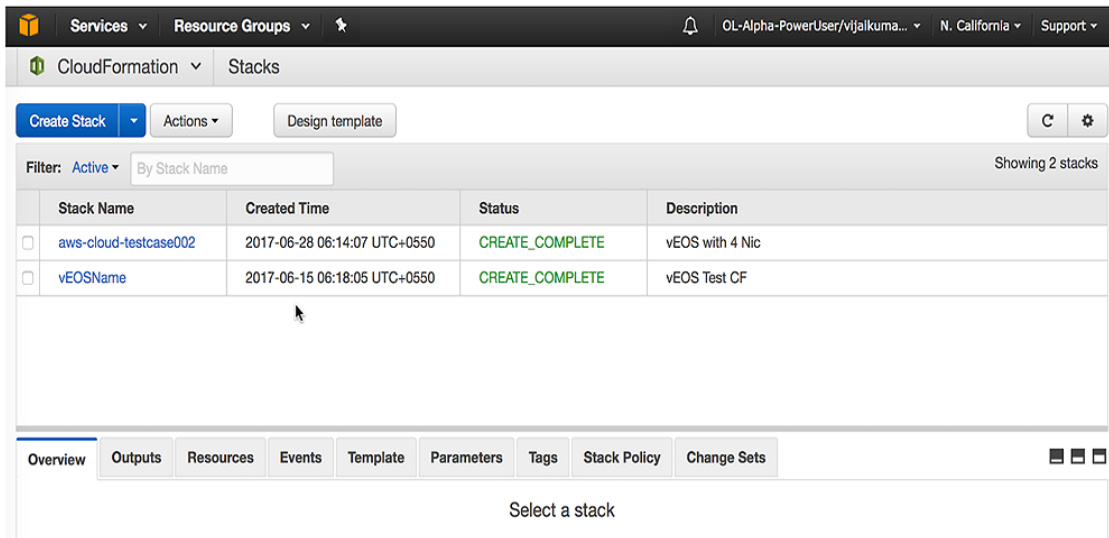 Services Resource Groups OL-Alpha-PowerUser/vijaikuma... N. California Support
CloudFormation Stacks
Create Stack Actions Design template
Filter: Active By Stack Name Showing 2 stacks
Stack Name Created Time Status Description
aws-cloud-testcase002 2017-06-28 06:14:07 UTC+0550 CREATE_COMPLETE vEOS with 4 Nic
vEOSName 2017-06-15 06:18:05 UTC+0550 CREATE_COMPLETE vEOS Test CF
Overview Outputs Resources Events Template Parameters Tags Stack Policy Change Sets
Select a stack